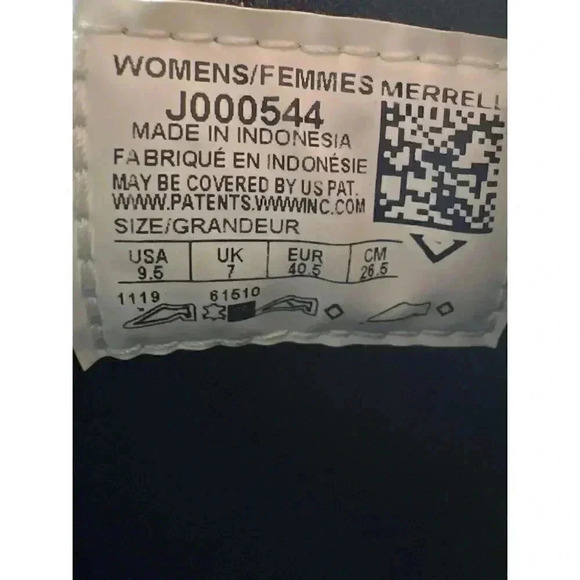 WOMENS/FEMMES MERRELL
J000544
MADE IN INDONESIA
FABRIQUÉ EN INDONÉSIE
MAY BE COVERED BY US PAT.
WWW.PATENTS.WWWINC.COM
SIZE/GRANDEUR
USA UK EUR CM
9.5 7 40.5 26.5
1119 61510